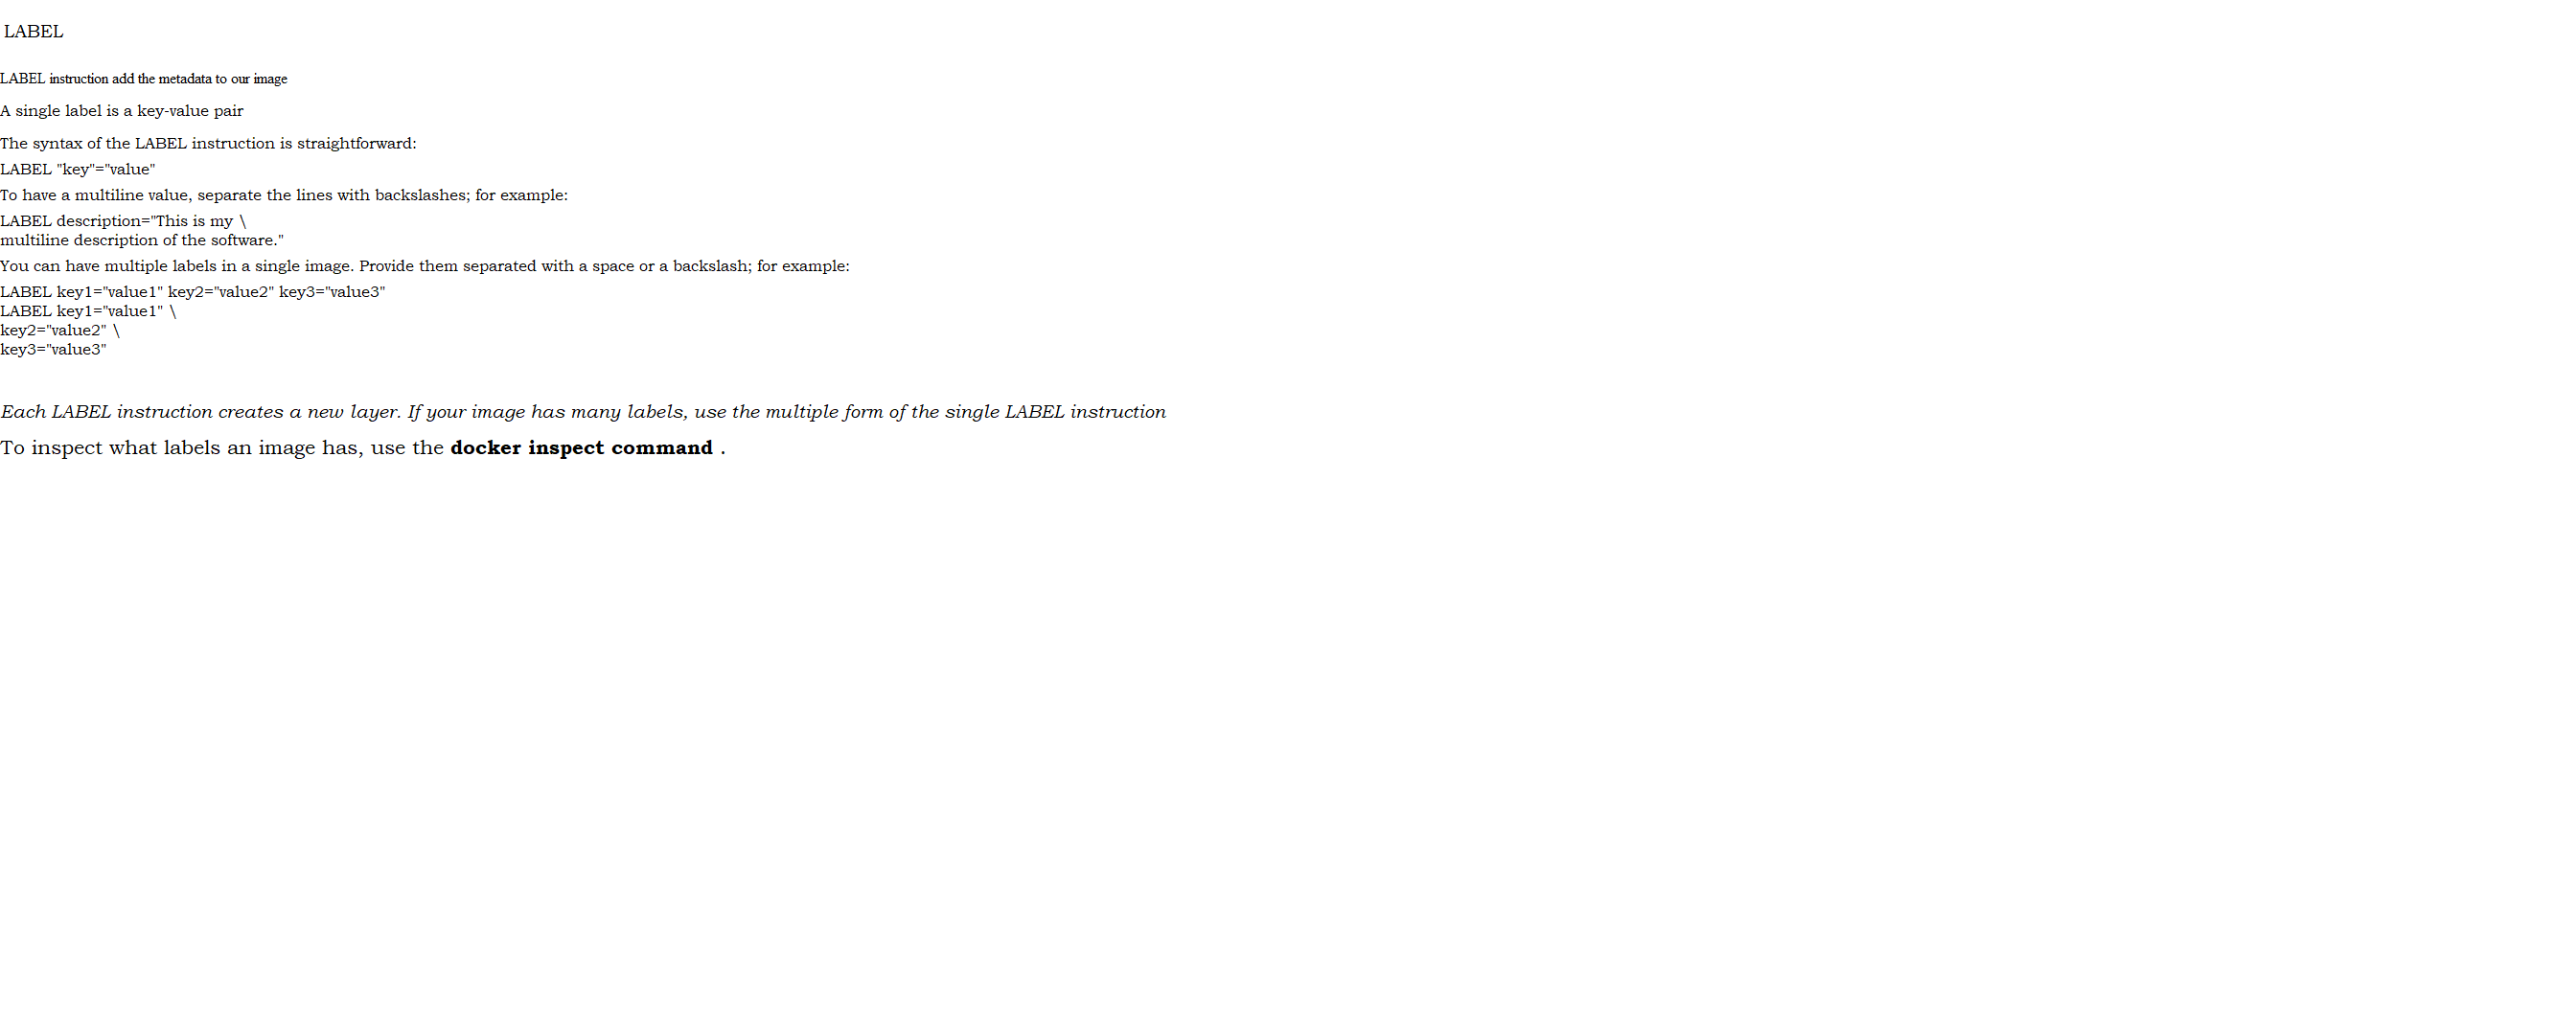 LABEL
LABEL instruction add the metadata to our image
A single label is a key-value pair
The syntax of the LABEL instruction is straightforward:
LABEL "key"="value"
To have a multiline value, separate the lines with backslashes; for example:
LABEL description="This is my \
multiline description of the software."
You can have multiple labels in a single image. Provide them separated with a space or a backslash; for example:
LABEL key1="value1" key2="value2" key3="value3"
LABEL key1="value1" \
key2="value2" \
key3="value3"
Each LABEL instruction creates a new layer. If your image has many labels, use the multiple form of the single LABEL instruction
To inspect what labels an image has, use the docker inspect command .